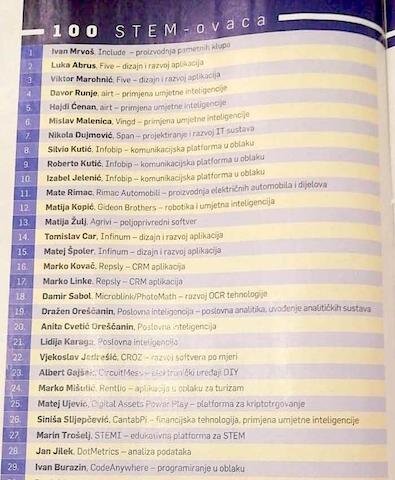 100 STEM-ovaca
1. Ivan Mrvoš, Include – proizvodnja pametnih klupa
2. Luka Abrus, Five – dizajn i razvoj aplikacija
3. Viktor Marohnić, Five – dizajn i razvoj aplikacija
4. Davor Runje, airt – primjena umjetne inteligencije
5. Hajdi Ćenan, airt – primjena umjetne inteligencije
6. Mislav Malenica, Vingd – primjena umjetne inteligencije
7. Nikola Dujmović, Span – projektiranje i razvoj IT sustava
8. Silvio Kutić, Infobip – komunikacijska platforma u oblaku
9. Roberto Kutić, Infobip – komunikacijska platforma u oblaku
10. Izabel Jelenić, Infobip – komunikacijska platforma u oblaku
11. Mate Rimac, Rimac Automobili – proizvodnja električnih automobila i dijelova
12. Matija Kopić, Gideon Brothers – robotika i umjetna inteligencija
13. Matija Žulj, Agrivi – poljoprivredni softver
14. Tomislav Car, Infinum – dizajn i razvoj aplikacija
15. Matej Špoler, Infinum – dizajn i razvoj aplikacija
16. Marko Kovač, Repsly – CRM aplikacija
17. Marko Linke, Repsly – CRM aplikacija
18. Damir Sabol, Microblink/PhotoMath – razvoj OCR tehnologije
19. Dražen Oreščanin, Poslovna inteligencija – poslovna analitika, uvođenje analitičkih sustava
20. Anita Cvetić Oreščanin, Poslovna inteligencija
21. Lidija Karaga, Poslovna inteligencija
22. Vjekoslav Jedrešić, CROZ – razvoj softvera po mjeri
23. Albert Gajšak, CircuitMess – elektronički uređaji DIY
24. Marko Mišulić, Rentlio – aplikacija u oblaku za turizam
25. Matej Ujević, Digital Assets Power Play – platforma za kriptotrgovanje
26. Siniša Slijepčević, CantabPi – financijska tehnologija, primjena umjetne inteligencije
27. Marin Trošelj, STEMI – edukativna platforma za STEM
28. Jan Jilek, DotMetrics – analiza podataka
29. Ivan Burazin, CodeAnywhere – programiranje u oblaku